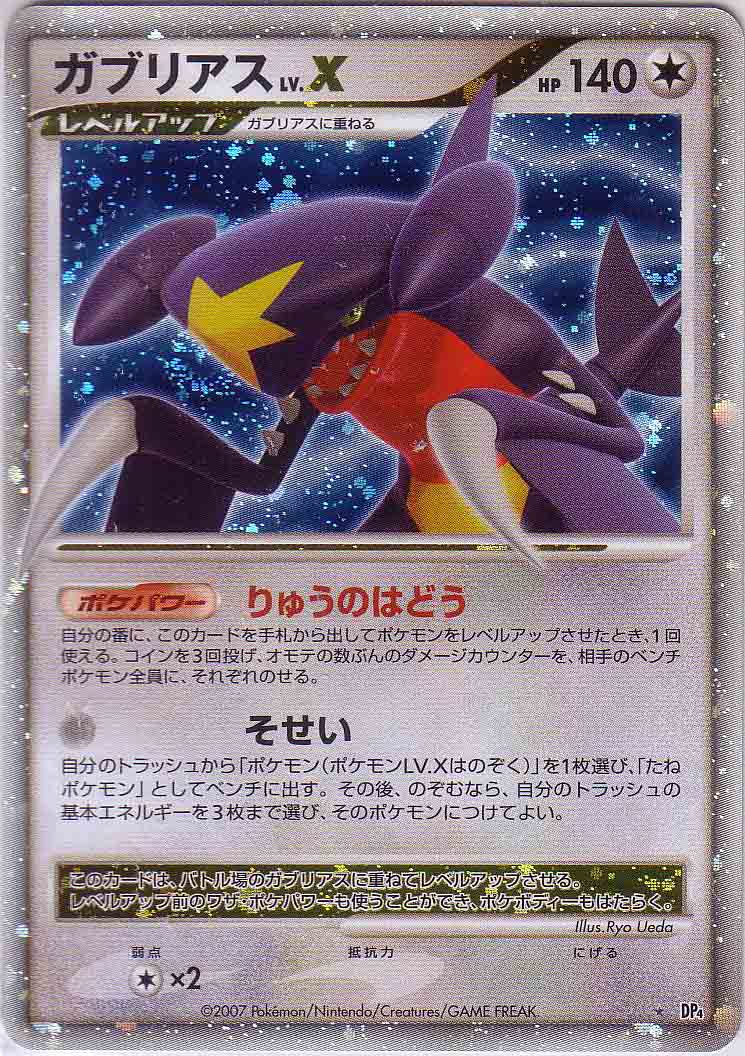 ガブリアス LV.X HP 140
レベルアップ ガブリアスに重ねる
ポケパワー りゅうのはどう
自分の番に、このカードを手札から出してポケモンをレベルアップさせたとき、1回
使える。コインを3回投げ、オモテの数ぶんのダメージカウンターを、相手のベンチ
ポケモン全員に、それぞれのせる。
そせい
自分のトラッシュから「ポケモン(ポケモンLV.Xはのぞく)」を1枚選び、「たね
ポケモン」としてベンチに出す。その後、のぞむなら、自分のトラッシュの
基本エネルギーを3枚まで選び、そのポケモンにつけてよい。
このカードは、バトル場のガブリアスに重ねてレベルアップさせる。
レベルアップ前のワザ・ポケパワーも使うことができ、ポケボディーもはたらく。
Illus.Ryo Ueda
弱点 抵抗力 にげる
×2
©2007 Pokémon/Nintendo/Creatures/GAME FREAK.
DP4